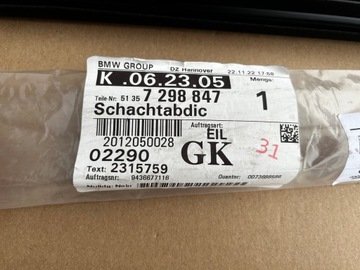 BMW GROUP DZ Hannover 22.11.22 17:58
K .06.23.05 Menge:
Teile-Nr: 51 35 7 298 847 1
Schachtabdic
Auftragsart:
EIL
2012050028
02290 GK 31
Text: 2315759
Auftragsnr: 9436677116